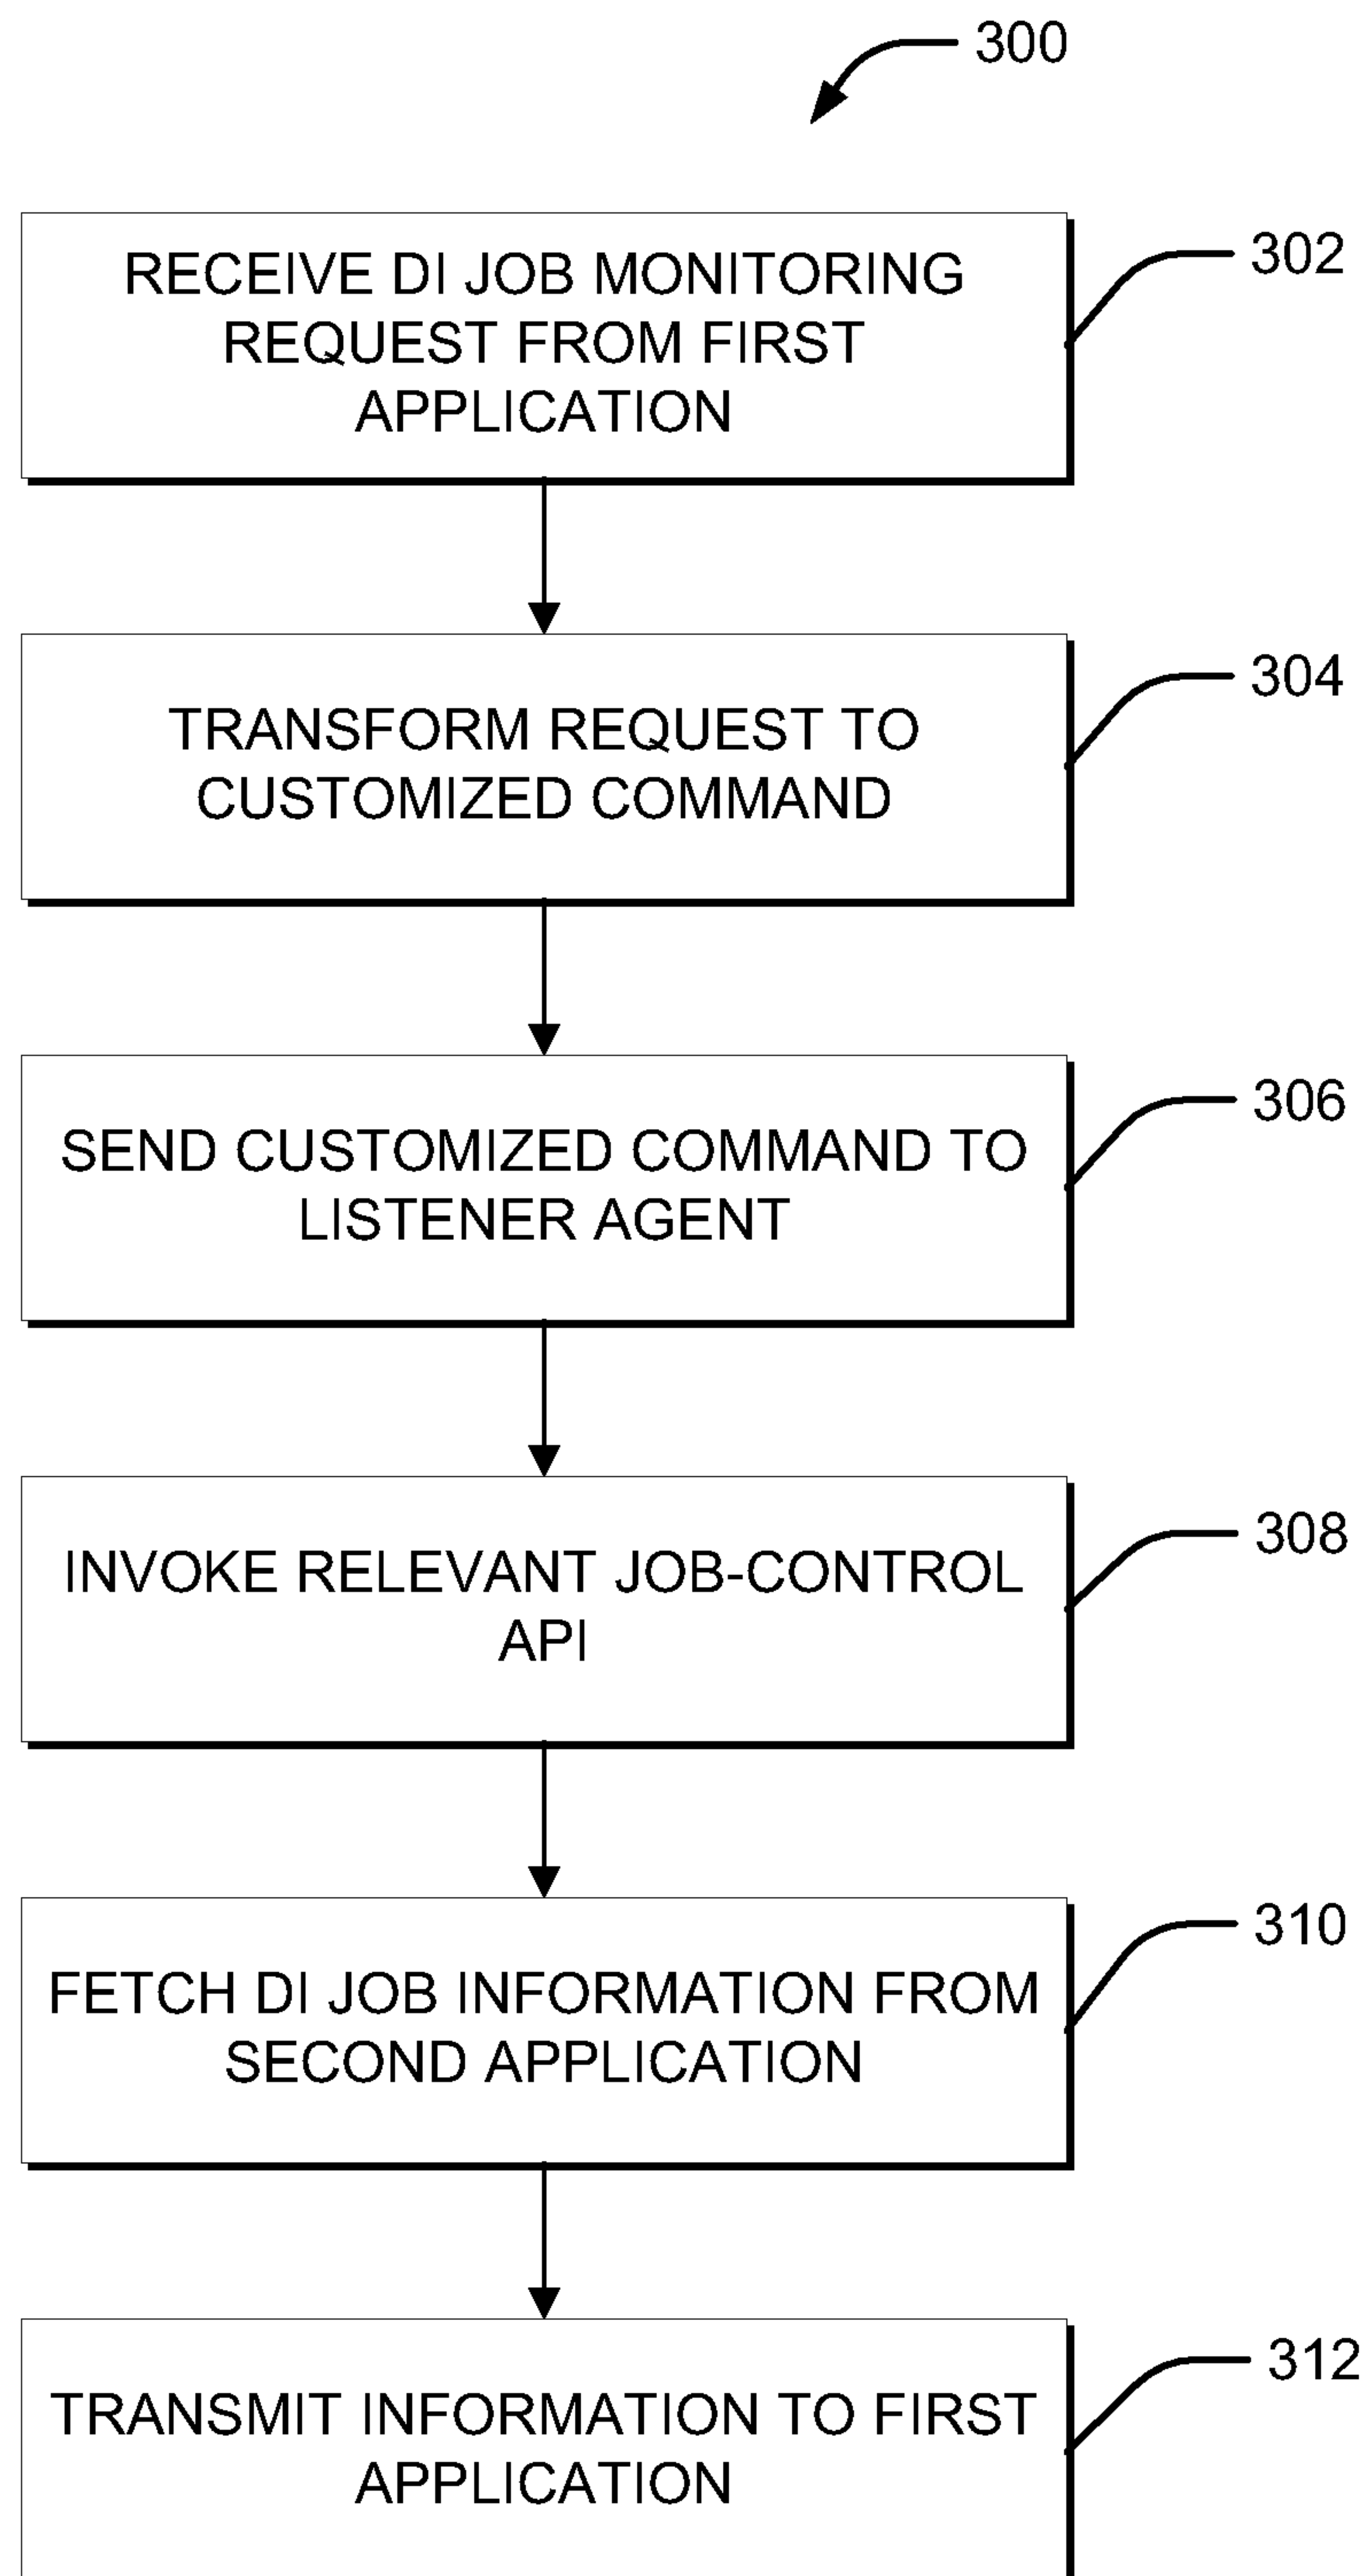 300
RECEIVE DI JOB MONITORING
REQUEST FROM FIRST
APPLICATION
302
TRANSFORM REQUEST TO
CUSTOMIZED COMMAND
304
SEND CUSTOMIZED COMMAND TO
LISTENER AGENT
306
INVOKE RELEVANT JOB-CONTROL
API
308
FETCH DI JOB INFORMATION FROM
SECOND APPLICATION
310
TRANSMIT INFORMATION TO FIRST
APPLICATION
312